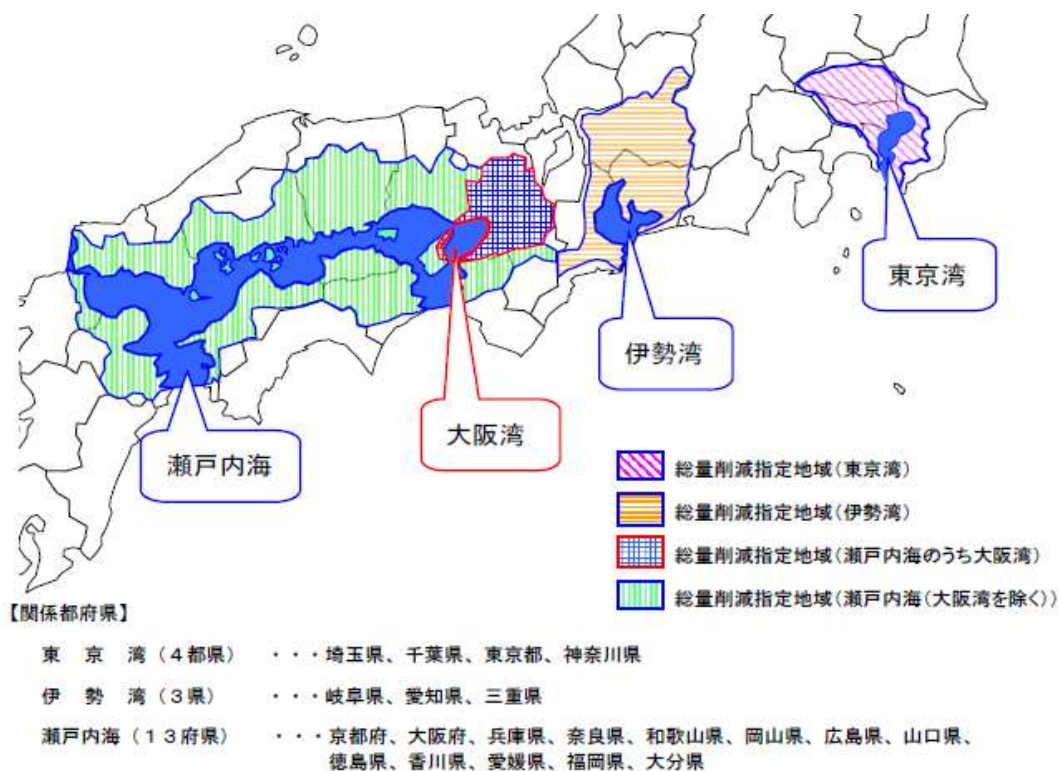 東京湾
伊勢湾
大阪湾
瀬戸内海
総量削減指定地域(東京湾)
総量削減指定地域(伊勢湾)
総量削減指定地域(瀬戸内海のうち大阪湾)
総量削減指定地域(瀬戸内海(大阪湾を除く))
【関係都府県】
東 京 湾(4都県) ・・・埼玉県、千葉県、東京都、神奈川県
伊 勢 湾(3県) ・・・岐阜県、愛知県、三重県
瀬戸内海(13府県) ・・・京都府、大阪府、兵庫県、奈良県、和歌山県、岡山県、広島県、山口県、
徳島県、香川県、愛媛県、福岡県、大分県